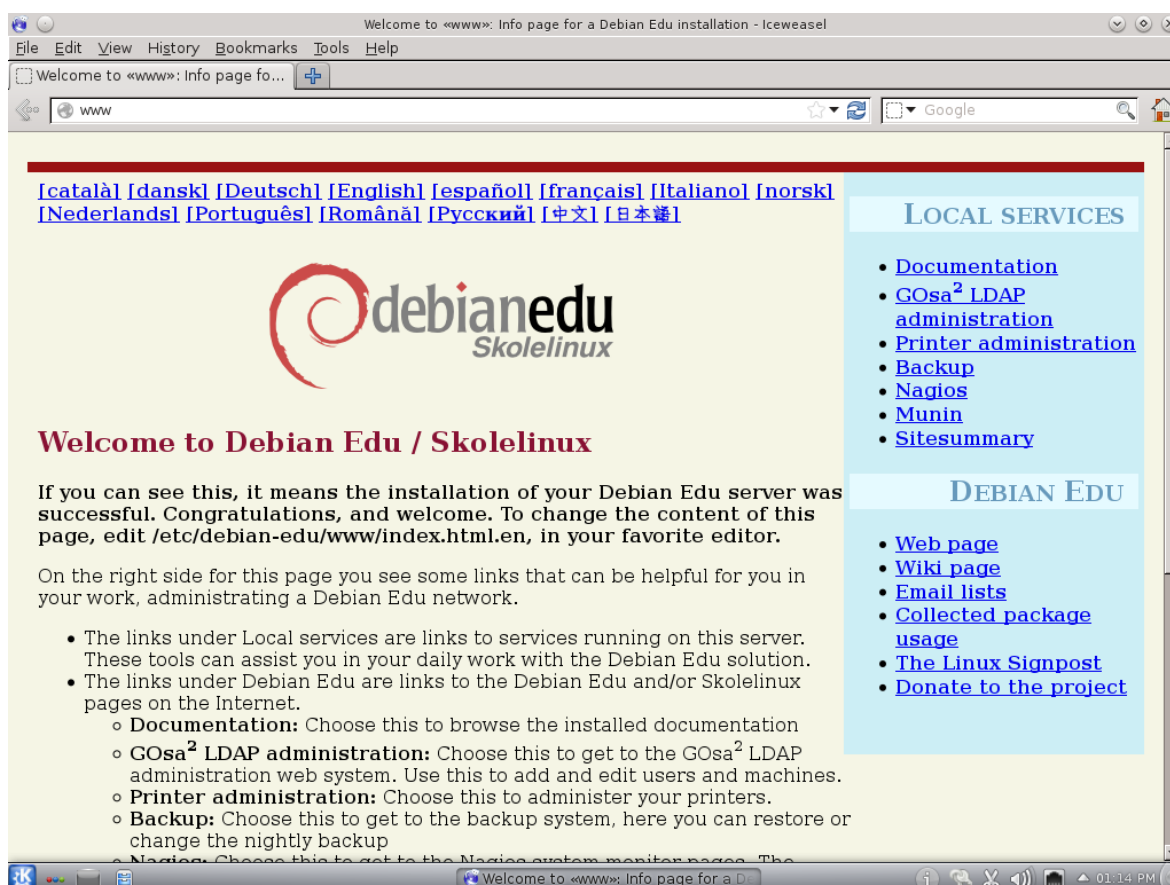 Welcome to «www»: Info page for a Debian Edu installation - Iceweasel
File Edit View History Bookmarks Tools Help
Welcome to «www»: Info page fo...
www
Google
[català] [dansk] [Deutsch] [English] [español] [français] [Italiano] [norsk]
[Nederlands] [Português] [Română] [Русский] [中文] [日本語]
debianedu
Skolelinux
Welcome to Debian Edu / Skolelinux
If you can see this, it means the installation of your Debian Edu server was
successful. Congratulations, and welcome. To change the content of this
page, edit /etc/debian-edu/www/index.html.en, in your favorite editor.
On the right side for this page you see some links that can be helpful for you in
your work, administrating a Debian Edu network.
• The links under Local services are links to services running on this server.
These tools can assist you in your daily work with the Debian Edu solution.
• The links under Debian Edu are links to the Debian Edu and/or Skolelinux
pages on the Internet.
◦ Documentation: Choose this to browse the installed documentation
◦ GOsa² LDAP administration: Choose this to get to the GOsa² LDAP
administration web system. Use this to add and edit users and machines.
◦ Printer administration: Choose this to administer your printers.
◦ Backup: Choose this to get to the backup system, here you can restore or
change the nightly backup
◦ Nagios: Choose this to get to the Nagios system monitor pages. The
LOCAL SERVICES
• Documentation
• GOsa² LDAP
administration
• Printer administration
• Backup
• Nagios
• Munin
• Sitesummary
DEBIAN EDU
• Web page
• Wiki page
• Email lists
• Collected package
usage
• The Linux Signpost
• Donate to the project
Welcome to «www»: Info page for a D
01:14 PM